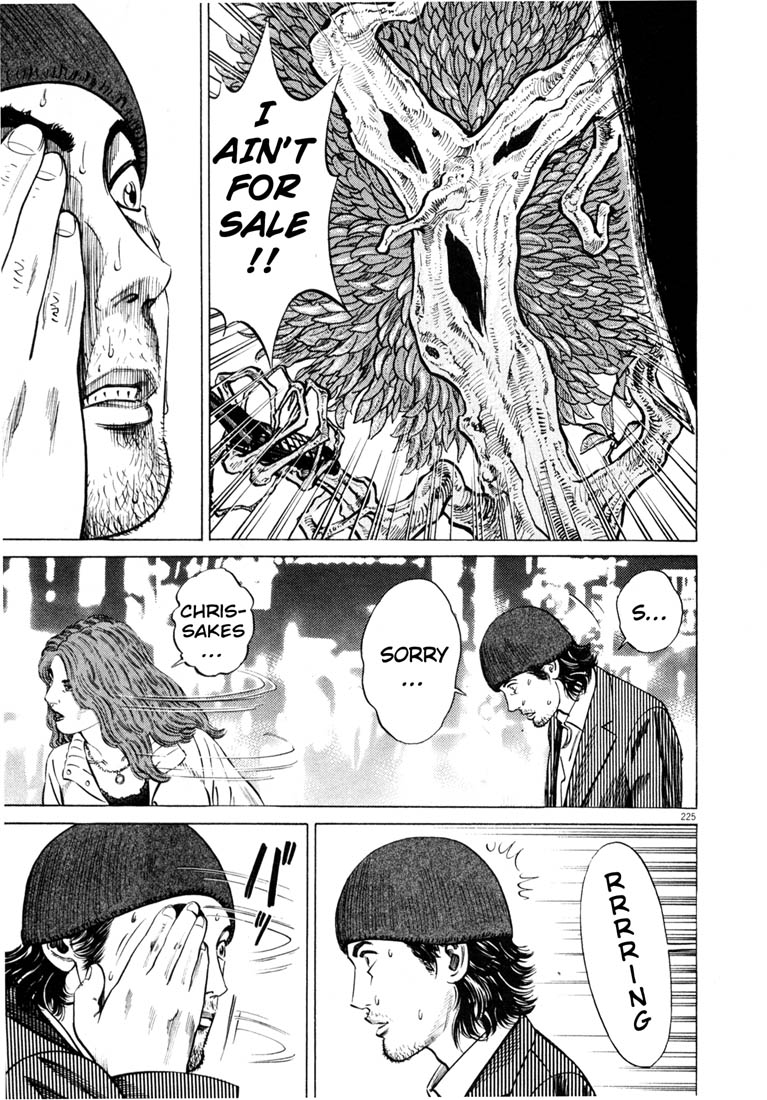 I
AIN'T
FOR
SALE
!!
S...
SORRY
...
CHRIS-
SAKES
...
225
RRRRING